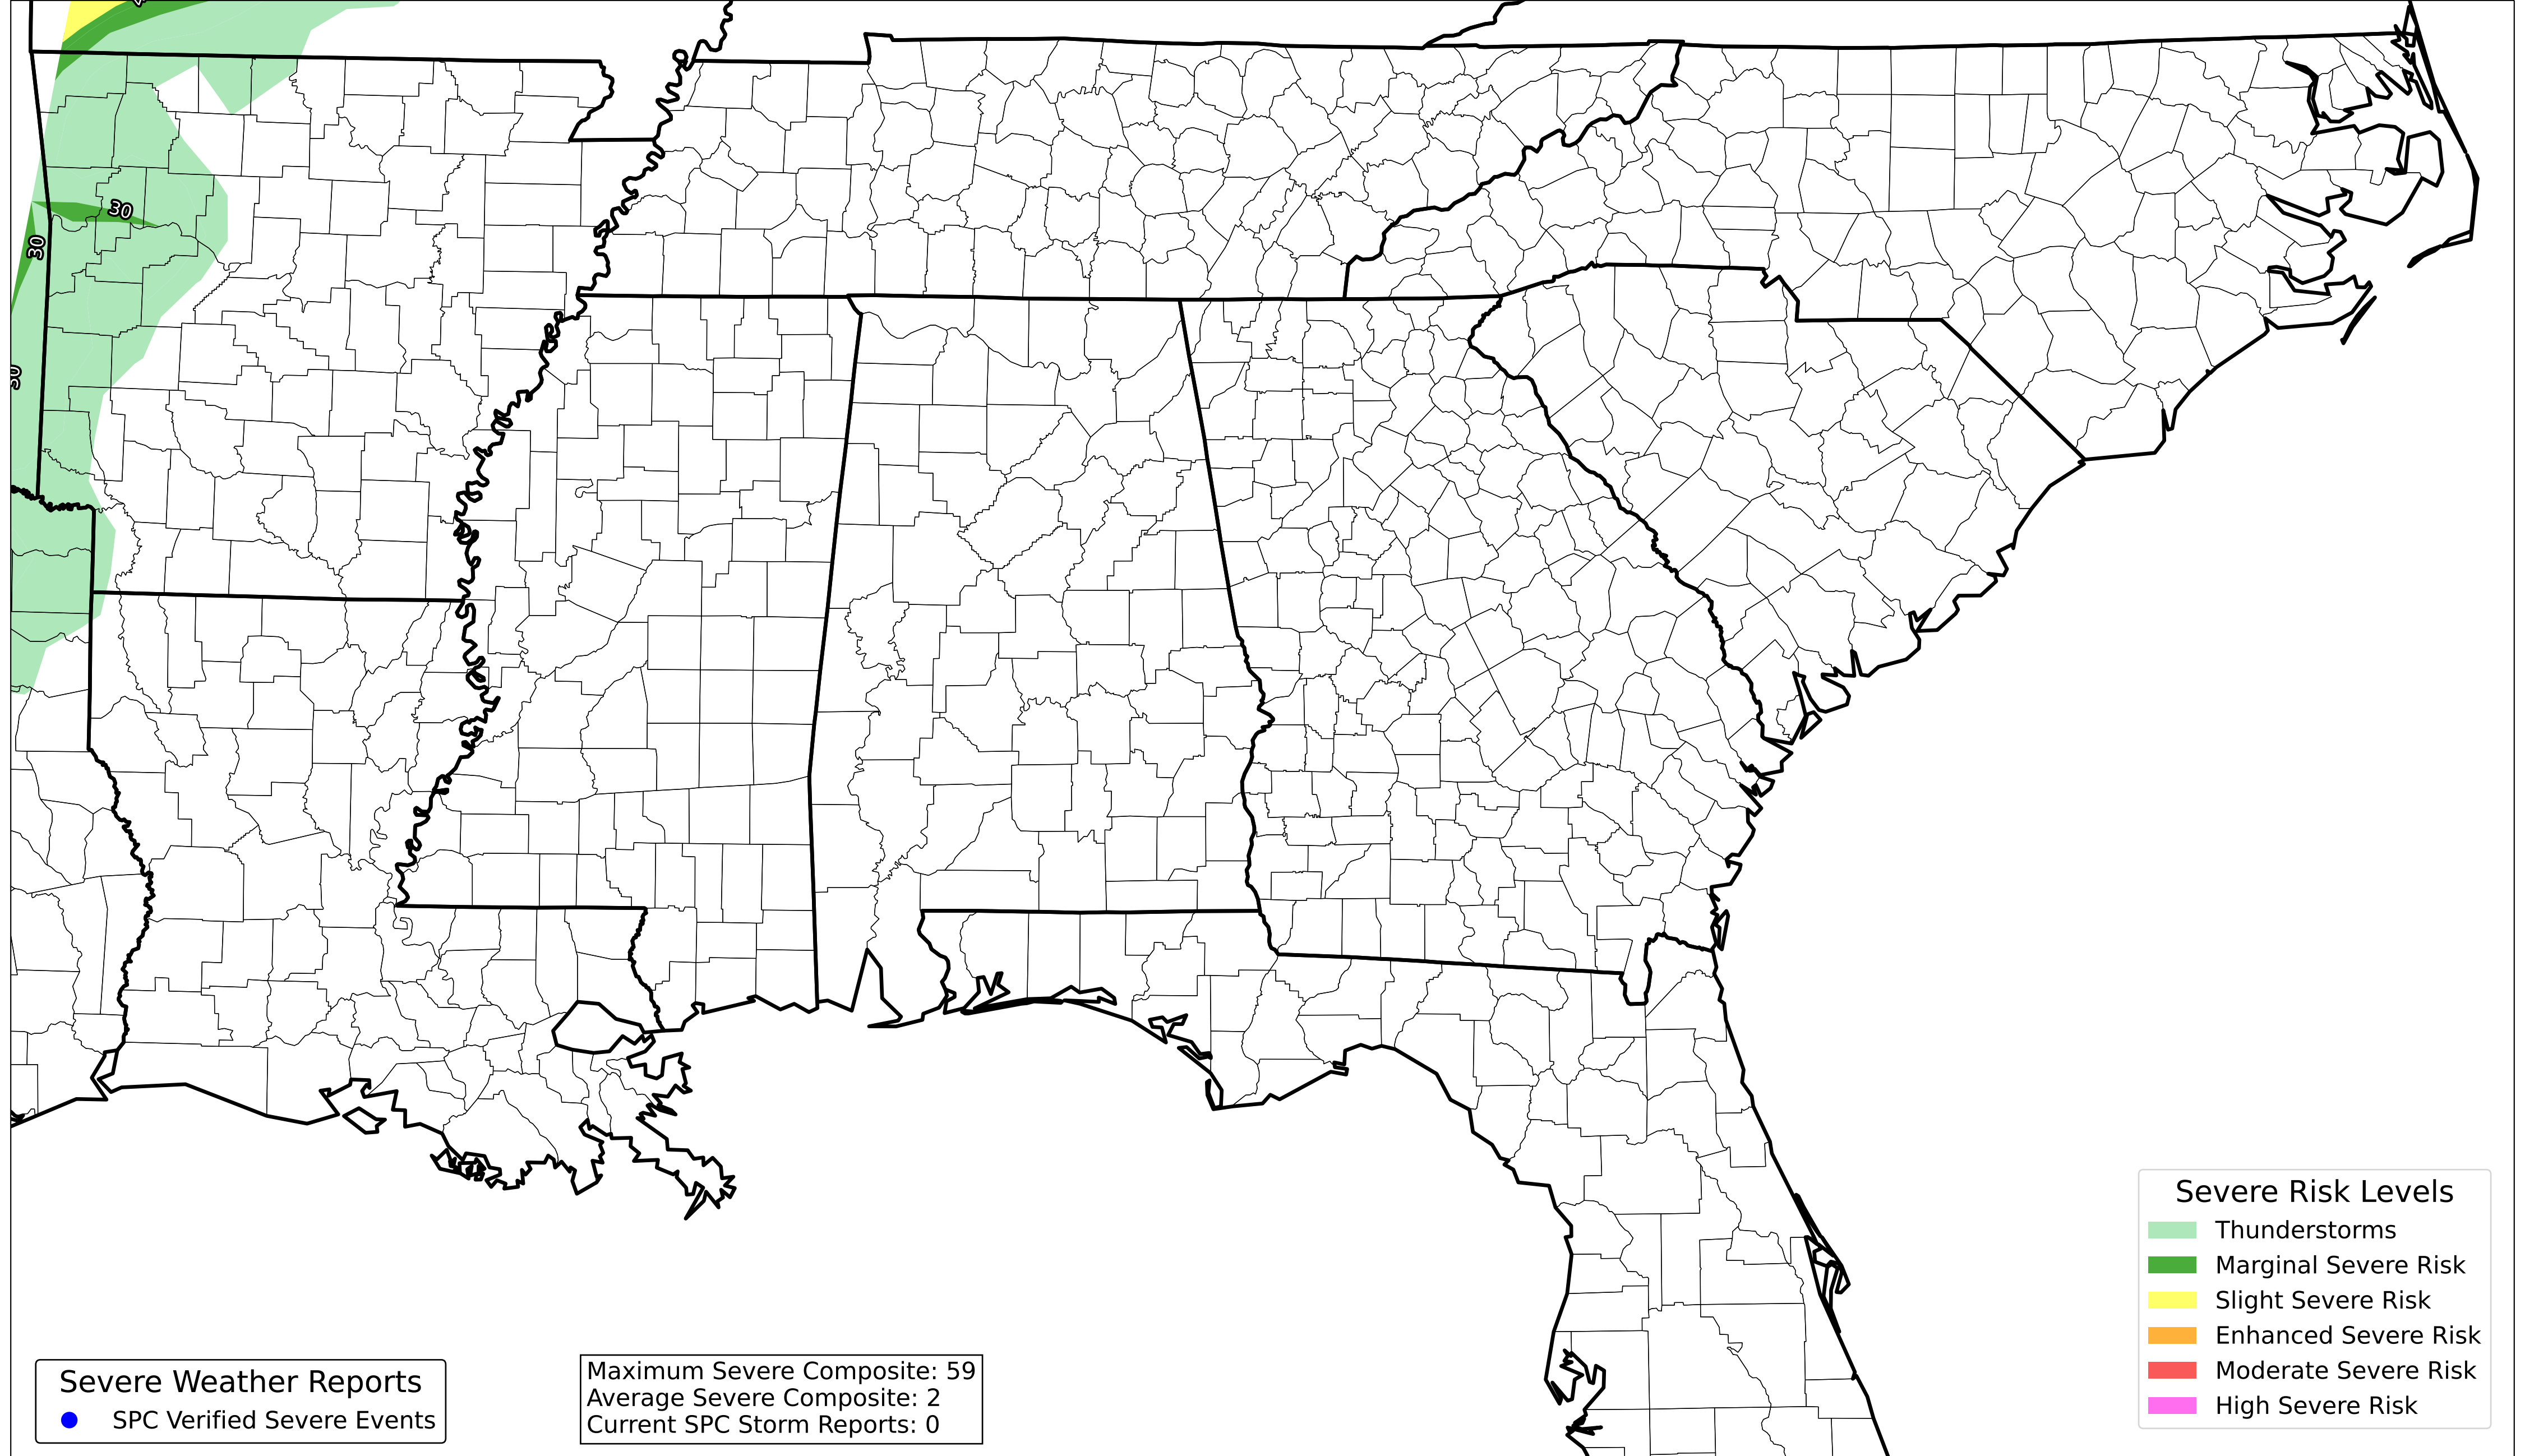 30
30
30
Severe Risk Levels
Thunderstorms
Marginal Severe Risk
Slight Severe Risk
Enhanced Severe Risk
Moderate Severe Risk
High Severe Risk
Severe Weather Reports
SPC Verified Severe Events
Maximum Severe Composite: 59
Average Severe Composite: 2
Current SPC Storm Reports: 0